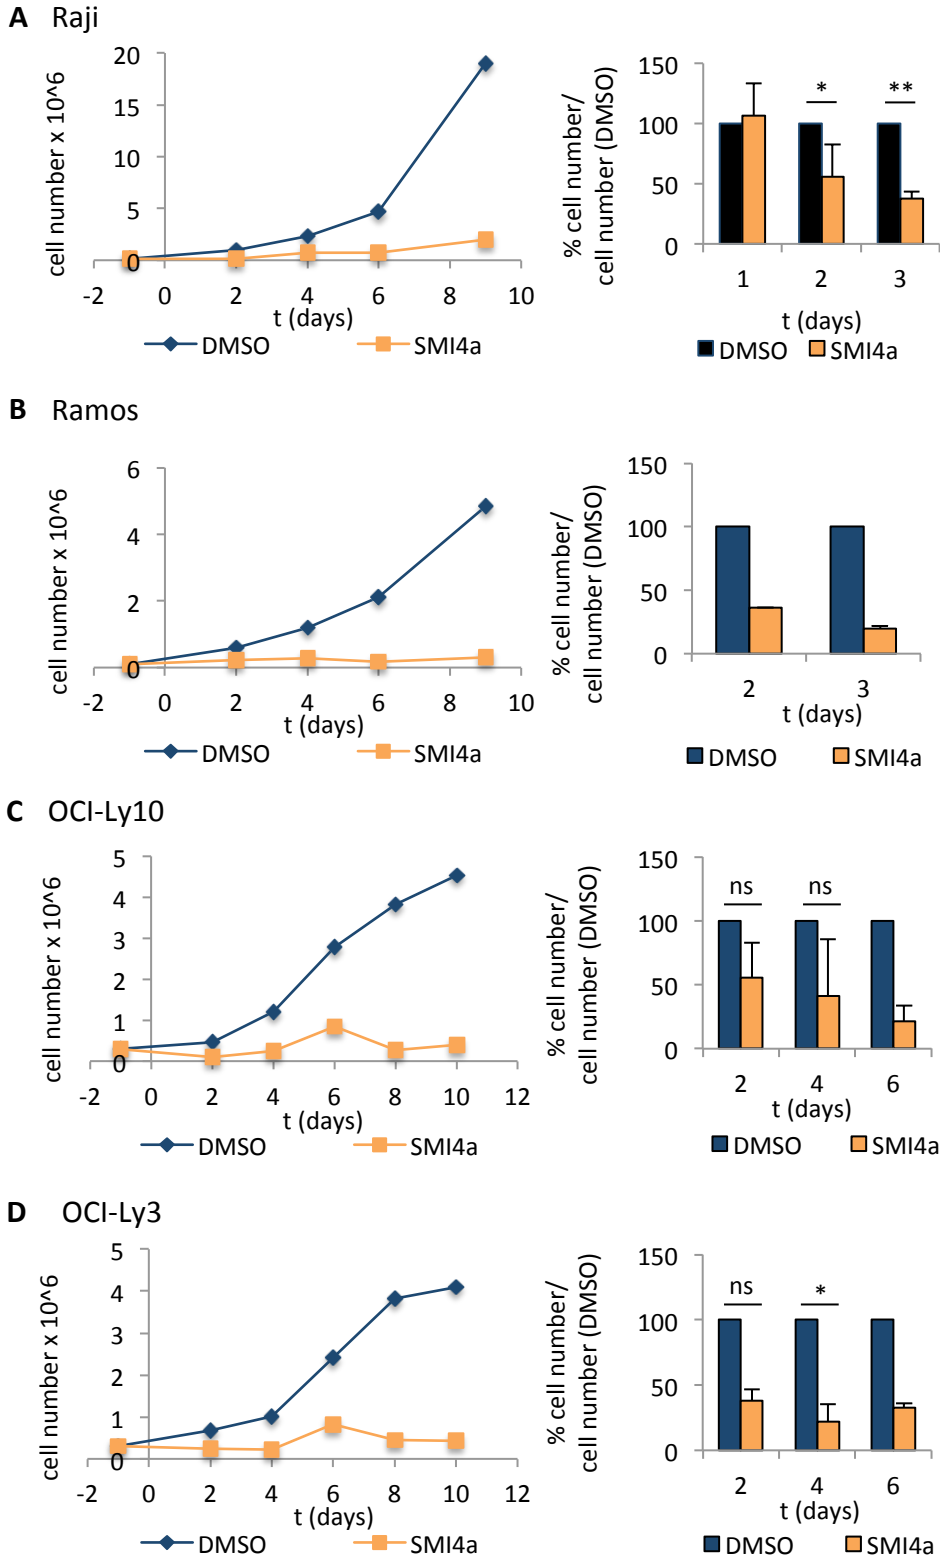 A Raji
cell number x 10^6
20
15
10
5
0
-2 0 2 4 6 8 10
t (days)
DMSO SMI4a
% cell number/
cell number (DMSO)
150
100
50
0
* **
1 2 3
t (days)
DMSO SMI4a
B Ramos
cell number x 10^6
6
4
2
0
-2 0 2 4 6 8 10
t (days)
DMSO SMI4a
% cell number/
cell number (DMSO)
150
100
50
0
2 3
t (days)
DMSO SMI4a
C OCI-Ly10
cell number x 10^6
5
4
3
2
1
0
-2 0 2 4 6 8 10 12
t (days)
DMSO SMI4a
% cell number/
cell number (DMSO)
150
100
50
0
ns ns
2 4 6
t (days)
DMSO SMI4a
D OCI-Ly3
cell number x 10^6
5
4
3
2
1
0
-2 0 2 4 6 8 10 12
t (days)
DMSO SMI4a
% cell number/
cell number (DMSO)
150
100
50
0
ns *
2 4 6
t (days)
DMSO SMI4a